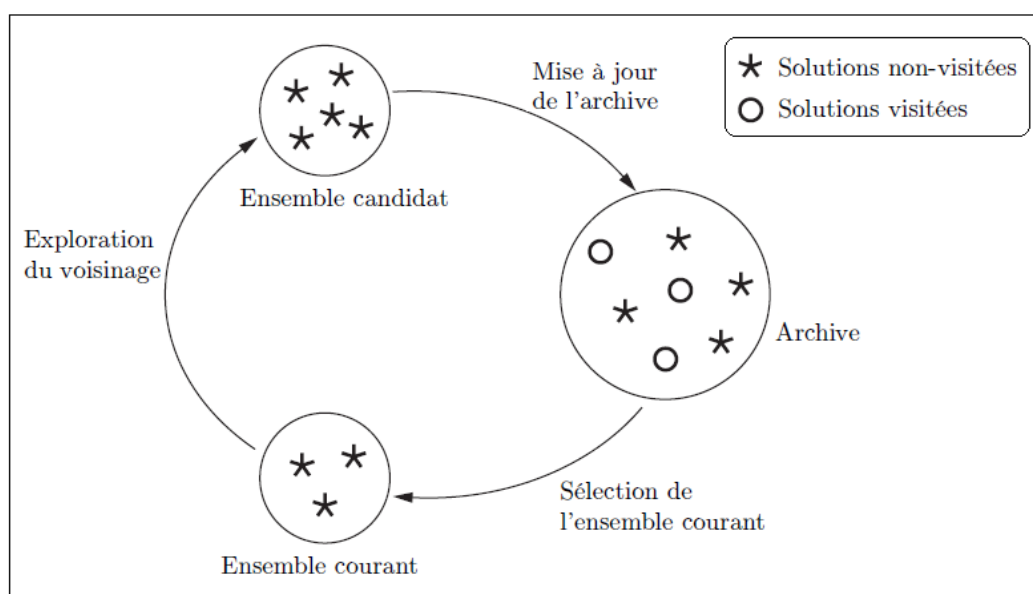 Solutions non-visitées
Solutions visitées
Mise à jour
de l'archive
Ensemble candidat
Exploration
du voisinage
Archive
Sélection de
l'ensemble courant
Ensemble courant